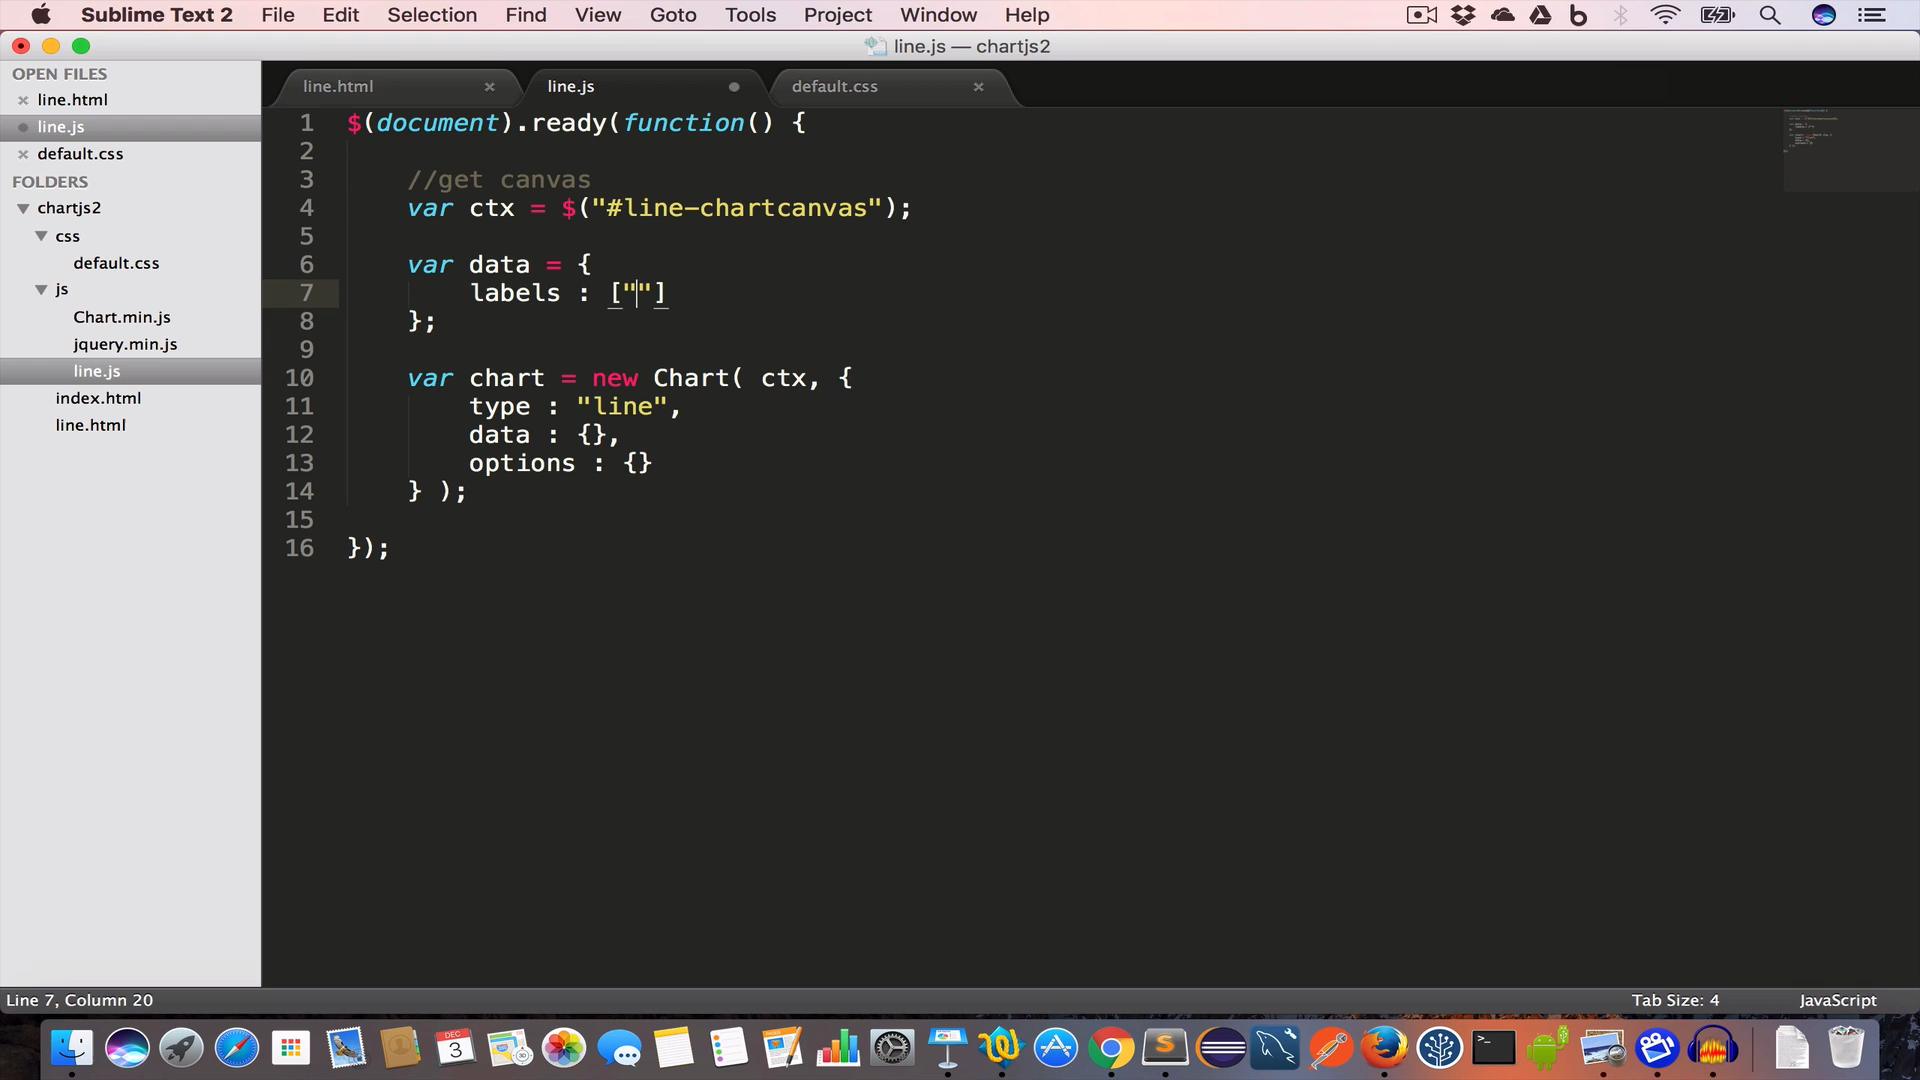 Sublime Text 2 File Edit Selection Find View Goto Tools Project Window Help
line.js — chartjs2
OPEN FILES
line.html
line.js
default.css
FOLDERS
chartjs2
css
default.css
js
Chart.min.js
jquery.min.js
line.js
index.html
line.html
line.html line.js default.css
1 $(document).ready(function() {
2
3 //get canvas
4 var ctx = $("#line-chartcanvas");
5
6 var data = {
7 labels : [""]
8 };
9
10 var chart = new Chart( ctx, {
11 type : "line",
12 data : {},
13 options : {}
14 } );
15
16 });
Line 7, Column 20
Tab Size: 4 JavaScript
DEC
3